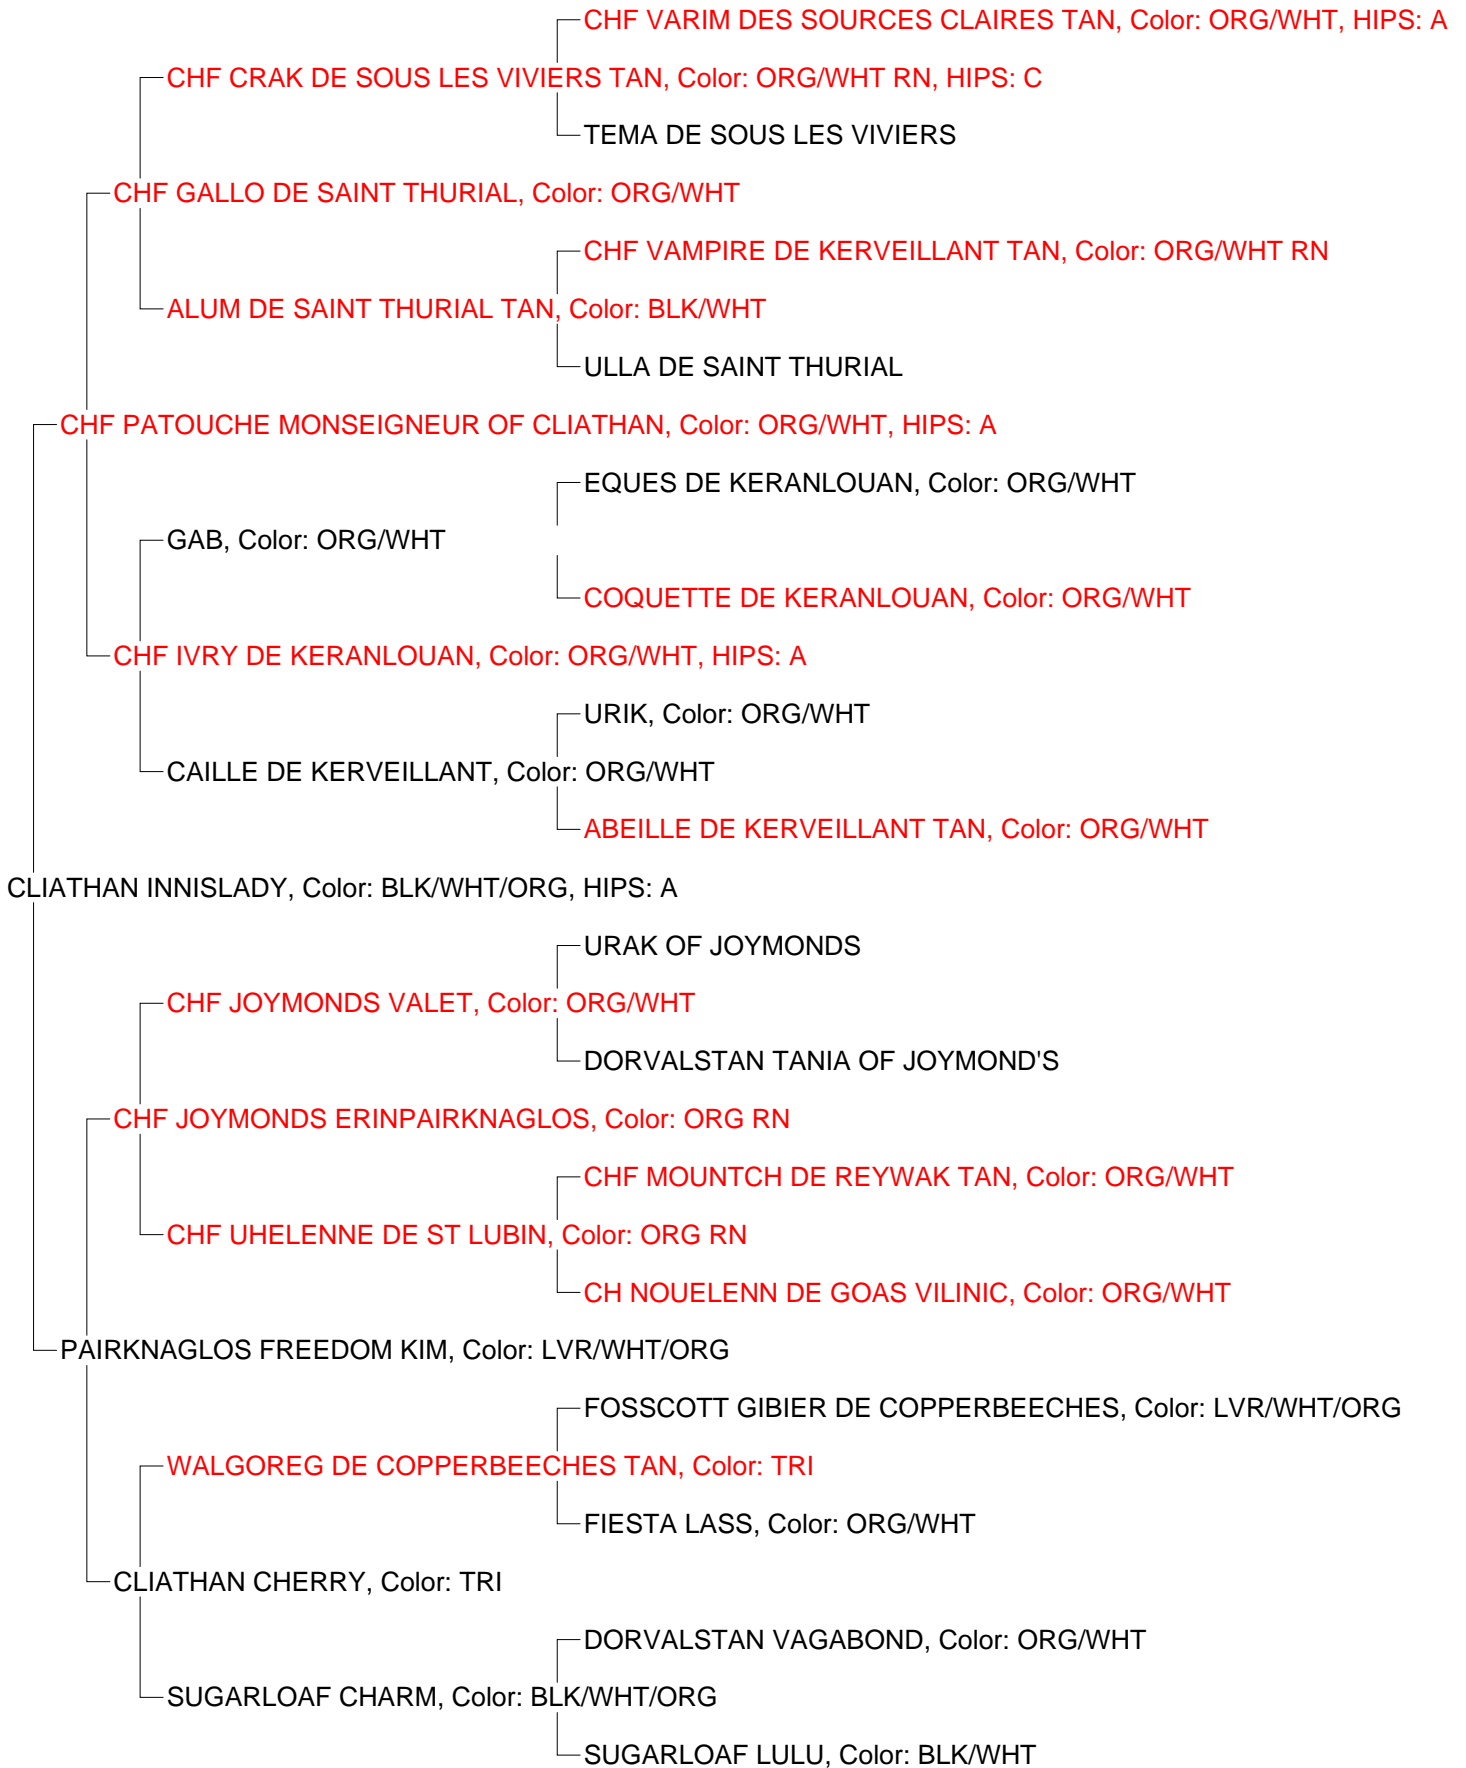 CHF VARIM DES SOURCES CLAIRES TAN, Color: ORG/WHT, HIPS: A
CHF CRAK DE SOUS LES VIVIERS TAN, Color: ORG/WHT RN, HIPS: C
TEMA DE SOUS LES VIVIERS
CHF GALLO DE SAINT THURIAL, Color: ORG/WHT
CHF VAMPIRE DE KERVEILLANT TAN, Color: ORG/WHT RN
ALUM DE SAINT THURIAL TAN, Color: BLK/WHT
ULLA DE SAINT THURIAL
CHF PATOUCHE MONSEIGNEUR OF CLIATHAN, Color: ORG/WHT, HIPS: A
EQUES DE KERANLOUAN, Color: ORG/WHT
GAB, Color: ORG/WHT
COQUETTE DE KERANLOUAN, Color: ORG/WHT
CHF IVRY DE KERANLOUAN, Color: ORG/WHT, HIPS: A
URIK, Color: ORG/WHT
CAILLE DE KERVEILLANT, Color: ORG/WHT
ABEILLE DE KERVEILLANT TAN, Color: ORG/WHT
CLIATHAN INNISLADY, Color: BLK/WHT/ORG, HIPS: A
URAK OF JOYMONDS
CHF JOYMONDS VALET, Color: ORG/WHT
DORVALSTAN TANIA OF JOYMOND'S
CHF JOYMONDS ERINPAIRKNAGLOS, Color: ORG RN
CHF MOUNTCH DE REYWAK TAN, Color: ORG/WHT
CHF UHELENNE DE ST LUBIN, Color: ORG RN
CH NOUELENN DE GOAS VILINIC, Color: ORG/WHT
PAIRKNAGLOS FREEDOM KIM, Color: LVR/WHT/ORG
FOSSCOTT GIBIER DE COPPERBEECHES, Color: LVR/WHT/ORG
WALGOREG DE COPPERBEECHES TAN, Color: TRI
FIESTA LASS, Color: ORG/WHT
CLIATHAN CHERRY, Color: TRI
DORVALSTAN VAGABOND, Color: ORG/WHT
SUGARLOAF CHARM, Color: BLK/WHT/ORG
SUGARLOAF LULU, Color: BLK/WHT